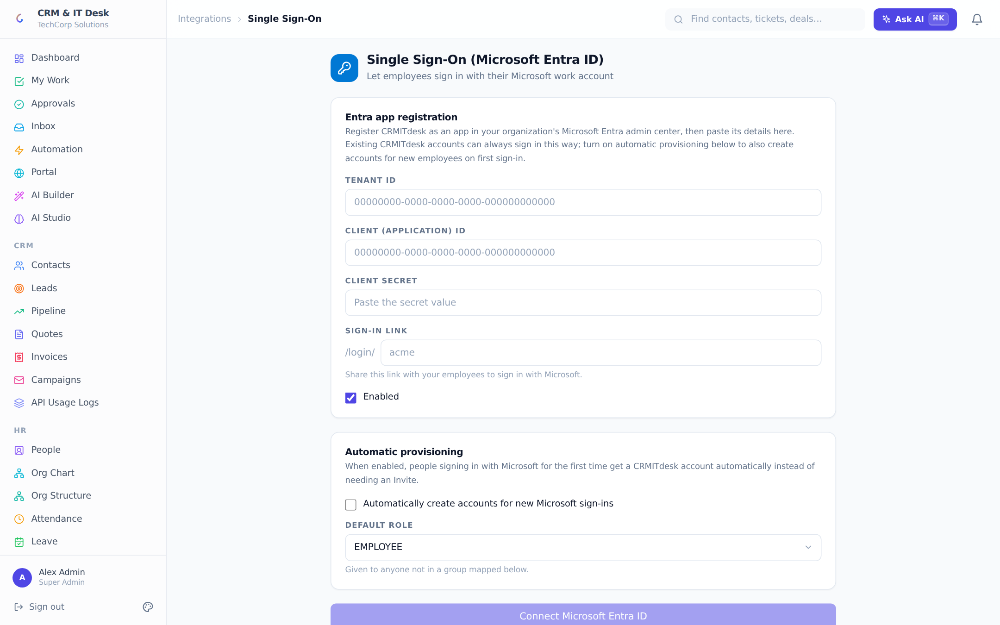 CRM & IT Desk
TechCorp Solutions
Dashboard
My Work
Approvals
Inbox
Automation
Portal
AI Builder
AI Studio
CRM
Contacts
Leads
Pipeline
Quotes
Invoices
Campaigns
API Usage Logs
HR
People
Org Chart
Org Structure
Attendance
Leave
A
Alex Admin
Super Admin
Sign out
Integrations
Single Sign-On
Find contacts, tickets, deals...
Ask AI ⌘K
Single Sign-On (Microsoft Entra ID)
Let employees sign in with their Microsoft work account
Entra app registration
Register CRMITdesk as an app in your organization's Microsoft Entra admin center, then paste its details here.
Existing CRMITdesk accounts can always sign in this way; turn on automatic provisioning below to also create
accounts for new employees on first sign-in.
TENANT ID
00000000-0000-0000-0000-000000000000
CLIENT (APPLICATION) ID
00000000-0000-0000-0000-000000000000
CLIENT SECRET
Paste the secret value
SIGN-IN LINK
/login/ acme
Share this link with your employees to sign in with Microsoft.
Enabled
Automatic provisioning
When enabled, people signing in with Microsoft for the first time get a CRMITdesk account automatically instead of
needing an Invite.
Automatically create accounts for new Microsoft sign-ins
DEFAULT ROLE
EMPLOYEE
Given to anyone not in a group mapped below.
Connect Microsoft Entra ID